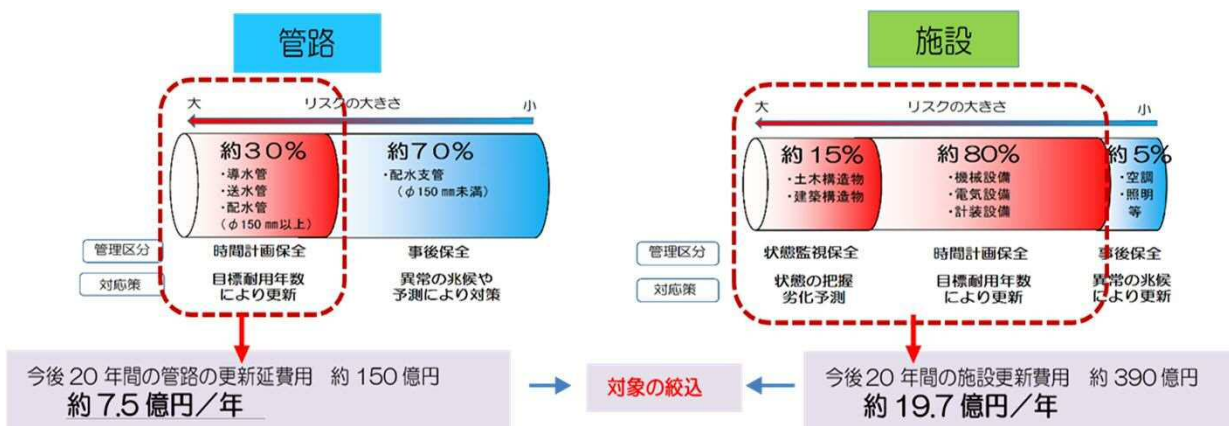 管路
大 リスクの大きさ 小
約30%
・導水管
・送水管
・配水管
(φ150㎜以上)
約70%
・配水支管
(φ150㎜未満)
管理区分 時間計画保全 事後保全
対応策 目標耐用年数
により更新
異常の兆候や
予測により対策
今後20年間の管路の更新延費用 約150億円
約7.5億円/年
対象の絞込
施設
大 リスクの大きさ 小
約15%
・土木構造物
・建築構造物
約80%
・機械設備
・電気設備
・計装設備
約5%
・空調
・照明
等
管理区分 状態監視保全 時間計画保全 事後保全
対応策 状態の把握
劣化予測
目標耐用年数
により更新
異常の兆候
により更新
今後20年間の施設更新費用 約390億円
約19.7億円/年